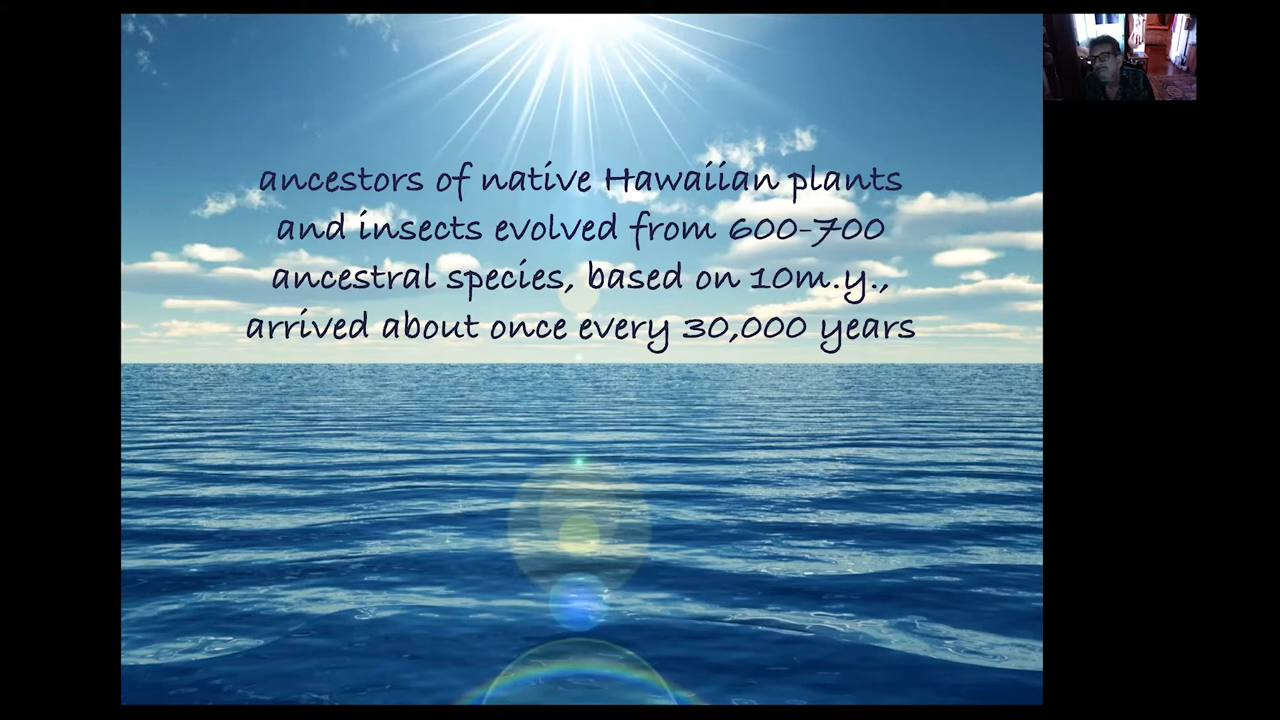 ancestors of native Hawaiian plants
and insects evolved from 600-700
ancestral species, based on 10m.y.,
arrived about once every 30,000 years